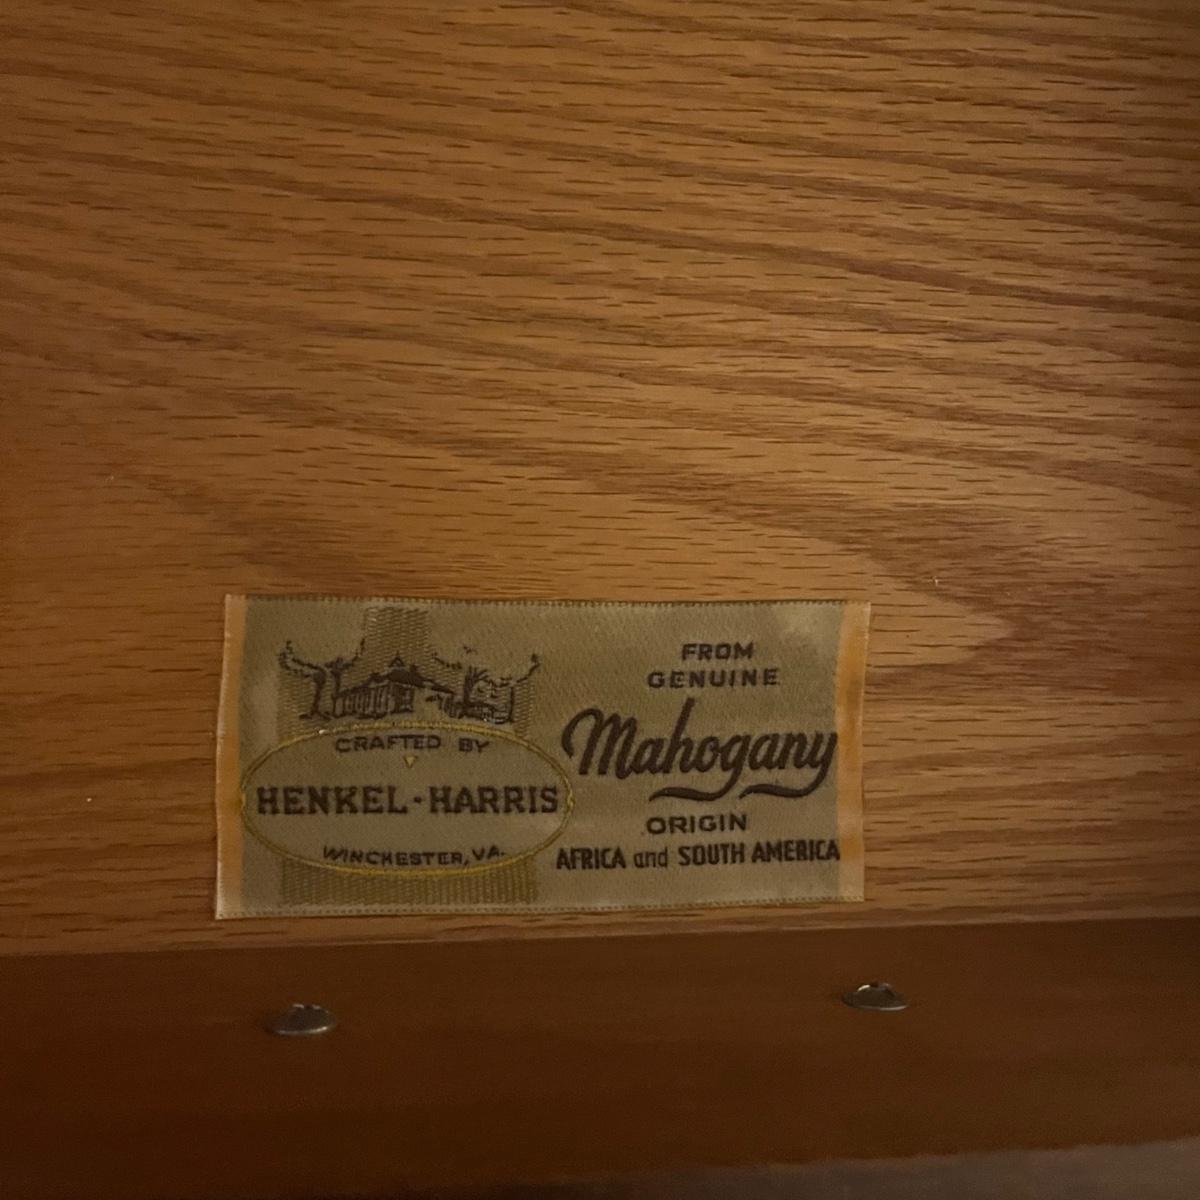 CRAFTED BY
HENKEL-HARRIS
WINCHESTER, VA.
FROM
GENUINE
Mahogany
ORIGIN
AFRICA and SOUTH AMERICA